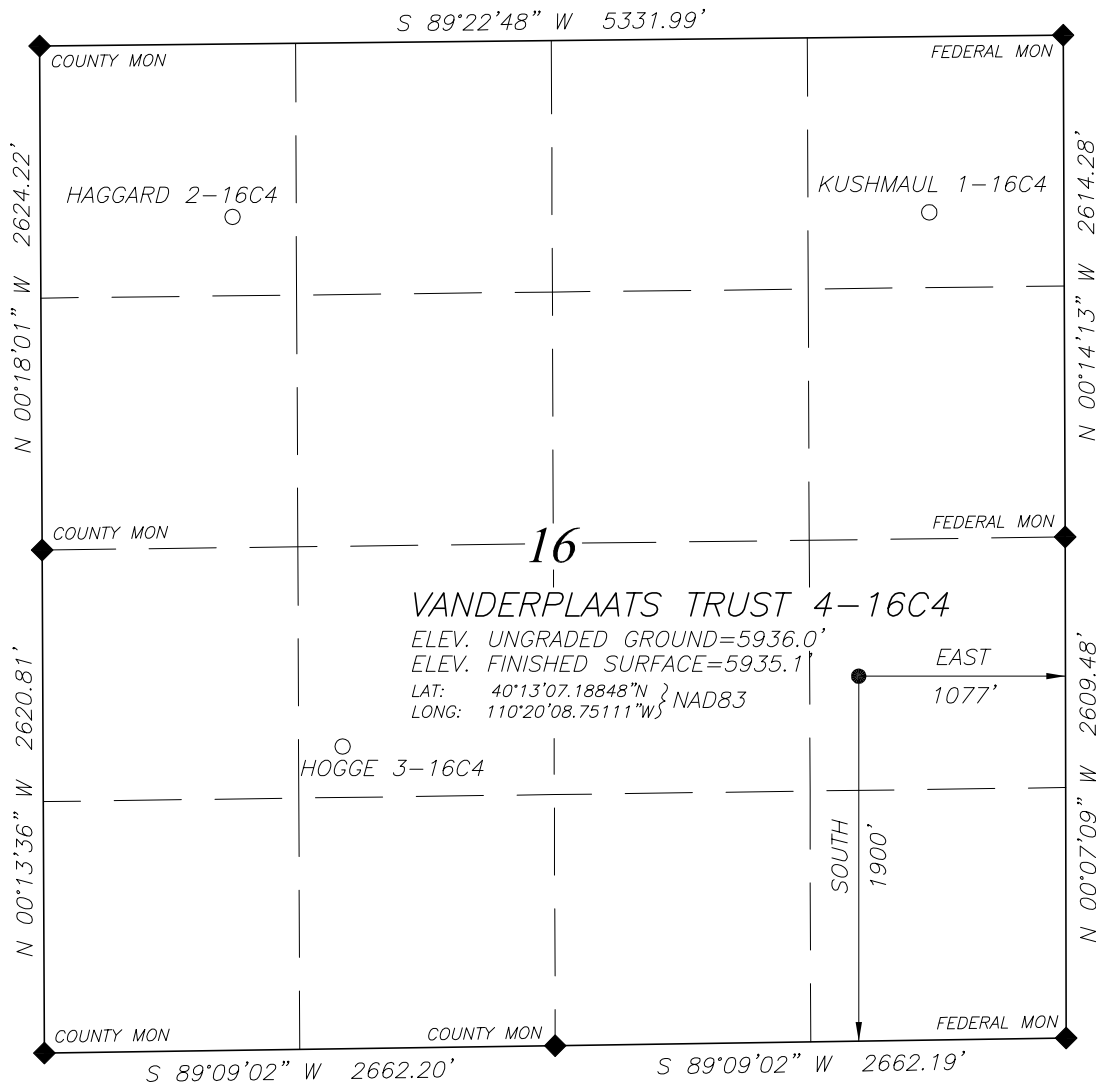 S 89°22'48" W 5331.99'
COUNTY MON
FEDERAL MON
N 00°18'01" W 2624.22'
HAGGARD 2-16C4
KUSHMAUL 1-16C4
N 00°14'13" W 2614.28'
COUNTY MON
FEDERAL MON
16
VANDERPLAATS TRUST 4-16C4
ELEV. UNGRADED GROUND=5936.0'
ELEV. FINISHED SURFACE=5935.1'
LAT: 40°13'07.18848"N
LONG: 110°20'08.75111"W } NAD83
EAST
1077'
N 00°13'36" W 2620.81'
HOGGE 3-16C4
SOUTH
1900'
N 00°07'09" W 2609.48'
COUNTY MON
COUNTY MON
FEDERAL MON
S 89°09'02" W 2662.20'
S 89°09'02" W 2662.19'